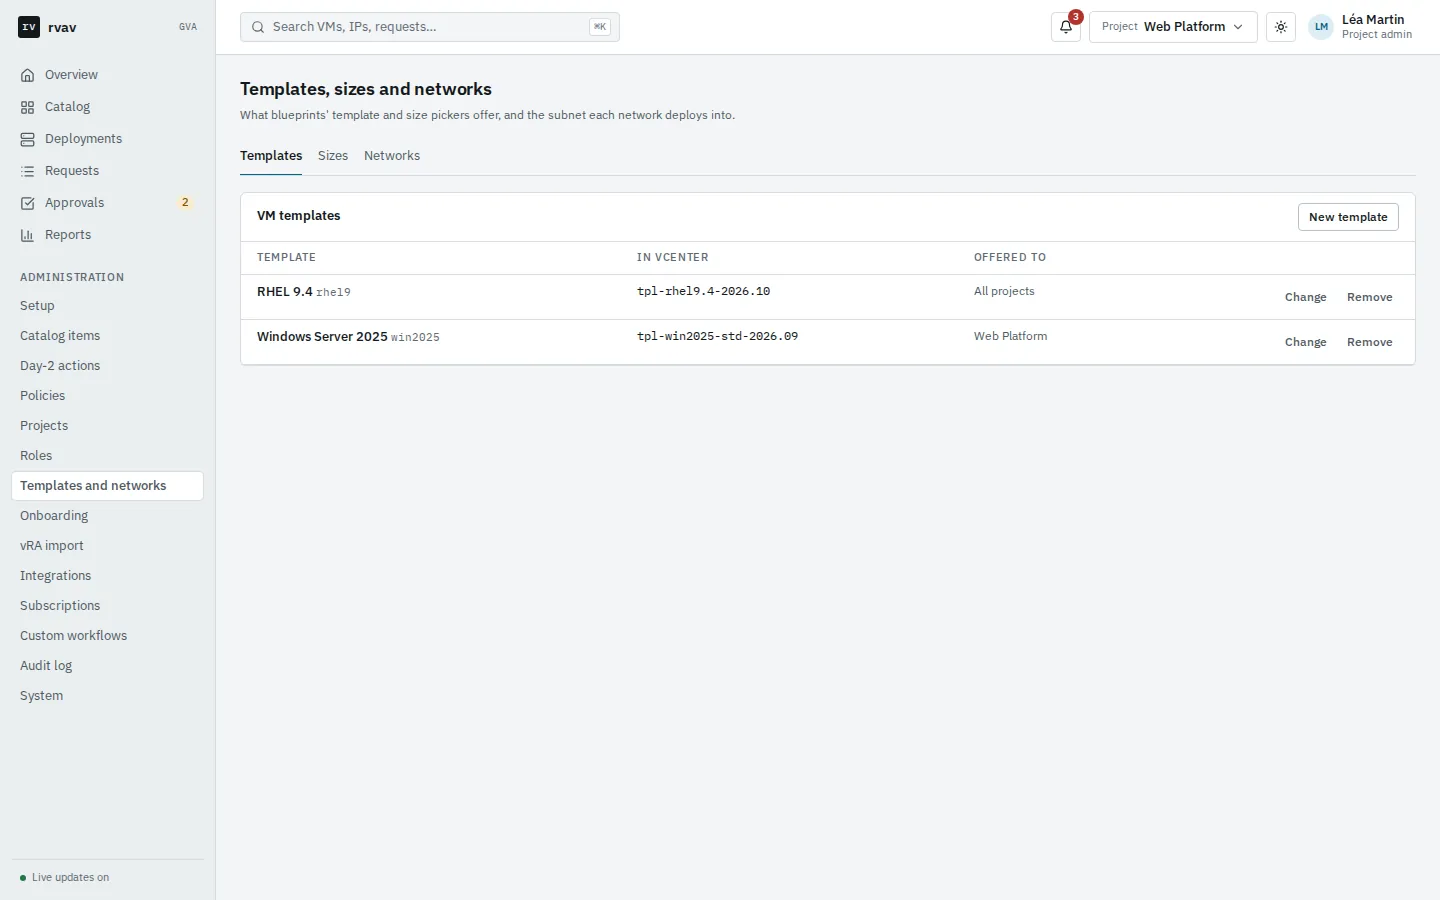 rv rvav GVA
Search VMs, IPs, requests... ⌘K
3
Project Web Platform
LM
Léa Martin
Project admin
Overview
Catalog
Deployments
Requests
Approvals 2
Reports
ADMINISTRATION
Setup
Catalog items
Day-2 actions
Policies
Projects
Roles
Templates and networks
Onboarding
vRA import
Integrations
Subscriptions
Custom workflows
Audit log
System
Live updates on
Templates, sizes and networks
What blueprints' template and size pickers offer, and the subnet each network deploys into.
Templates Sizes Networks
VM templates New template
TEMPLATE IN VCENTER OFFERED TO
RHEL 9.4 rhel9 tpl-rhel9.4-2026.10 All projects Change Remove
Windows Server 2025 win2025 tpl-win2025-std-2026.09 Web Platform Change Remove